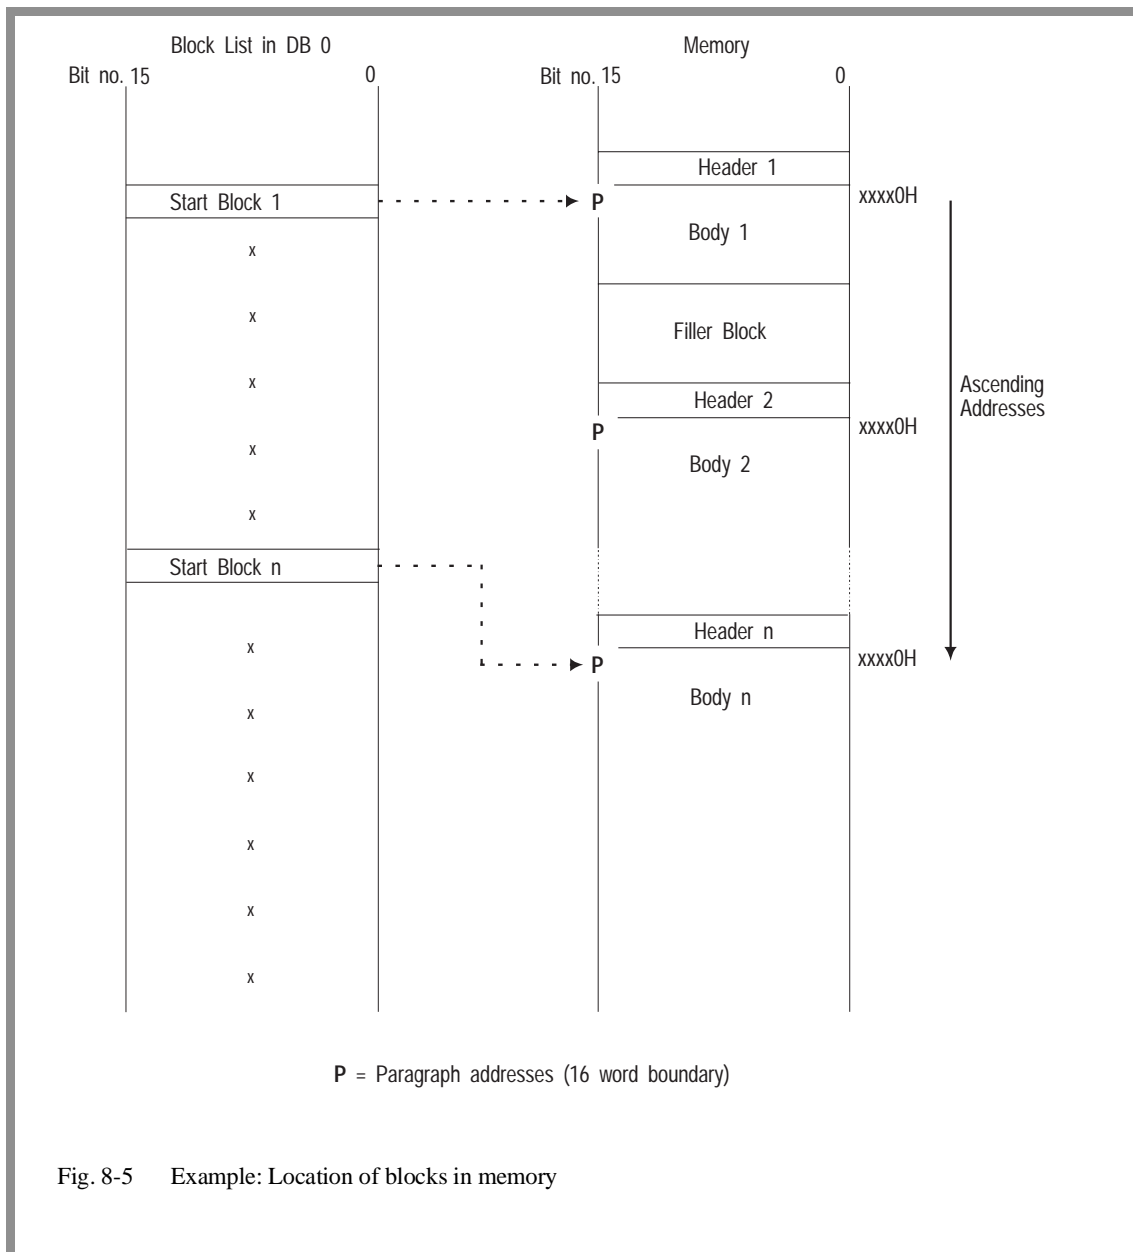 Block List in DB 0
Memory
Bit no. 15 0
Bit no. 15 0
Header 1
Start Block 1
P
xxxx0H
Body 1
x
x
Filler Block
x
Ascending
Addresses
Header 2
P
xxxx0H
x
Body 2
x
Start Block n
Header n
x
P
xxxx0H
Body n
x
x
x
x
x
P = Paragraph addresses (16 word boundary)
Fig. 8-5 Example: Location of blocks in memory